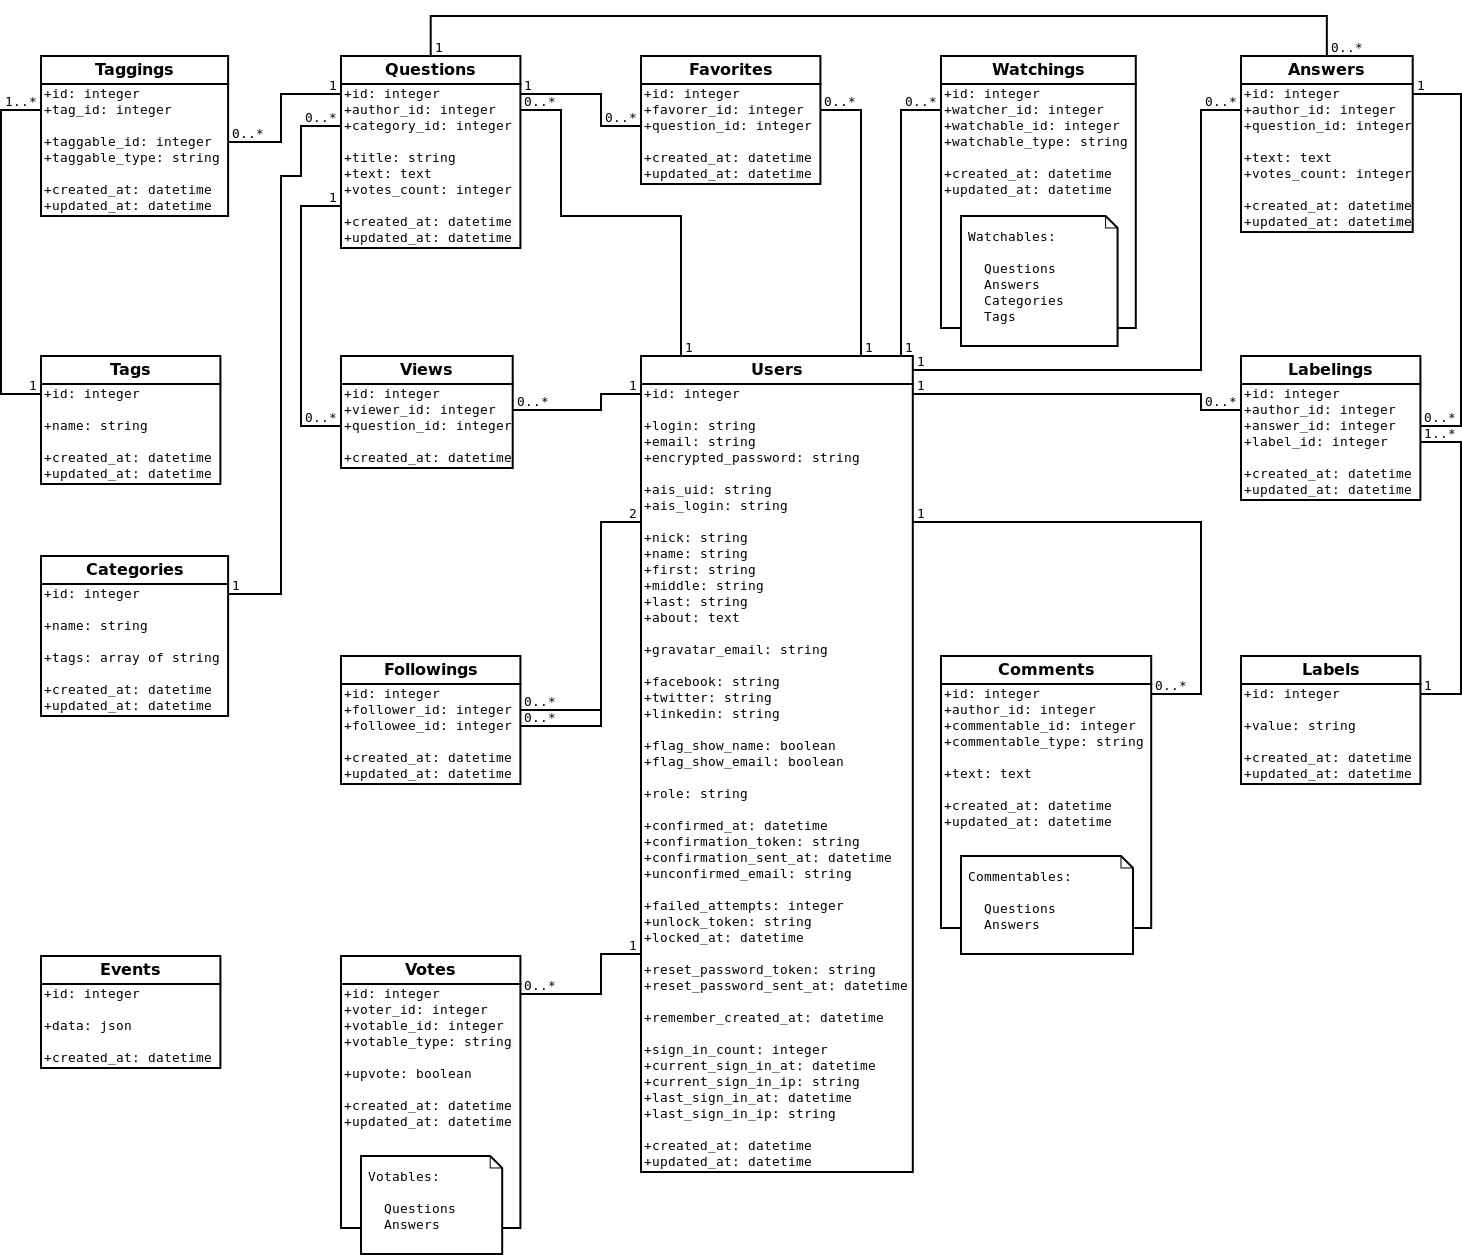 1
0..*
Taggings
+id: integer
+tag_id: integer
+taggable_id: integer
+taggable_type: string
+created_at: datetime
+updated_at: datetime
1..*
0..*
Questions
+id: integer
+author_id: integer
+category_id: integer
+title: string
+text: text
+votes_count: integer
+created_at: datetime
+updated_at: datetime
1
0..*
1
1
0..*
Favorites
+id: integer
+favorer_id: integer
+question_id: integer
+created_at: datetime
+updated_at: datetime
0..*
0..*
Watchings
+id: integer
+watcher_id: integer
+watchable_id: integer
+watchable_type: string
+created_at: datetime
+updated_at: datetime
Watchables:
Questions
Answers
Categories
Tags
0..*
Answers
+id: integer
+author_id: integer
+question_id: integer
+text: text
+votes_count: integer
+created_at: datetime
+updated_at: datetime
0..*
1
Tags
+id: integer
+name: string
+created_at: datetime
+updated_at: datetime
1
Views
+id: integer
+viewer_id: integer
+question_id: integer
+created_at: datetime
0..*
0..*
Users
+id: integer
+login: string
+email: string
+encrypted_password: string
+ais_uid: string
+ais_login: string
+nick: string
+name: string
+first: string
+middle: string
+last: string
+about: text
+gravatar_email: string
+facebook: string
+twitter: string
+linkedin: string
+flag_show_name: boolean
+flag_show_email: boolean
+role: string
+confirmed_at: datetime
+confirmation_token: string
+confirmation_sent_at: datetime
+unconfirmed_email: string
+failed_attempts: integer
+unlock_token: string
+locked_at: datetime
+reset_password_token: string
+reset_password_sent_at: datetime
+remember_created_at: datetime
+sign_in_count: integer
+current_sign_in_at: datetime
+current_sign_in_ip: string
+last_sign_in_at: datetime
+last_sign_in_ip: string
+created_at: datetime
+updated_at: datetime
1
1
1
1
1
1
2
1
1
Labelings
+id: integer
+author_id: integer
+answer_id: integer
+label_id: integer
+created_at: datetime
+updated_at: datetime
0..*
0..*
1..*
Categories
+id: integer
+name: string
+tags: array of string
+created_at: datetime
+updated_at: datetime
1
Followings
+id: integer
+follower_id: integer
+followee_id: integer
+created_at: datetime
+updated_at: datetime
0..*
0..*
Comments
+id: integer
+author_id: integer
+commentable_id: integer
+commentable_type: string
+text: text
+created_at: datetime
+updated_at: datetime
Commentables:
Questions
Answers
0..*
Labels
+id: integer
+value: string
+created_at: datetime
+updated_at: datetime
1
Events
+id: integer
+data: json
+created_at: datetime
Votes
+id: integer
+voter_id: integer
+votable_id: integer
+votable_type: string
+upvote: boolean
+created_at: datetime
+updated_at: datetime
Votables:
Questions
Answers
0..*